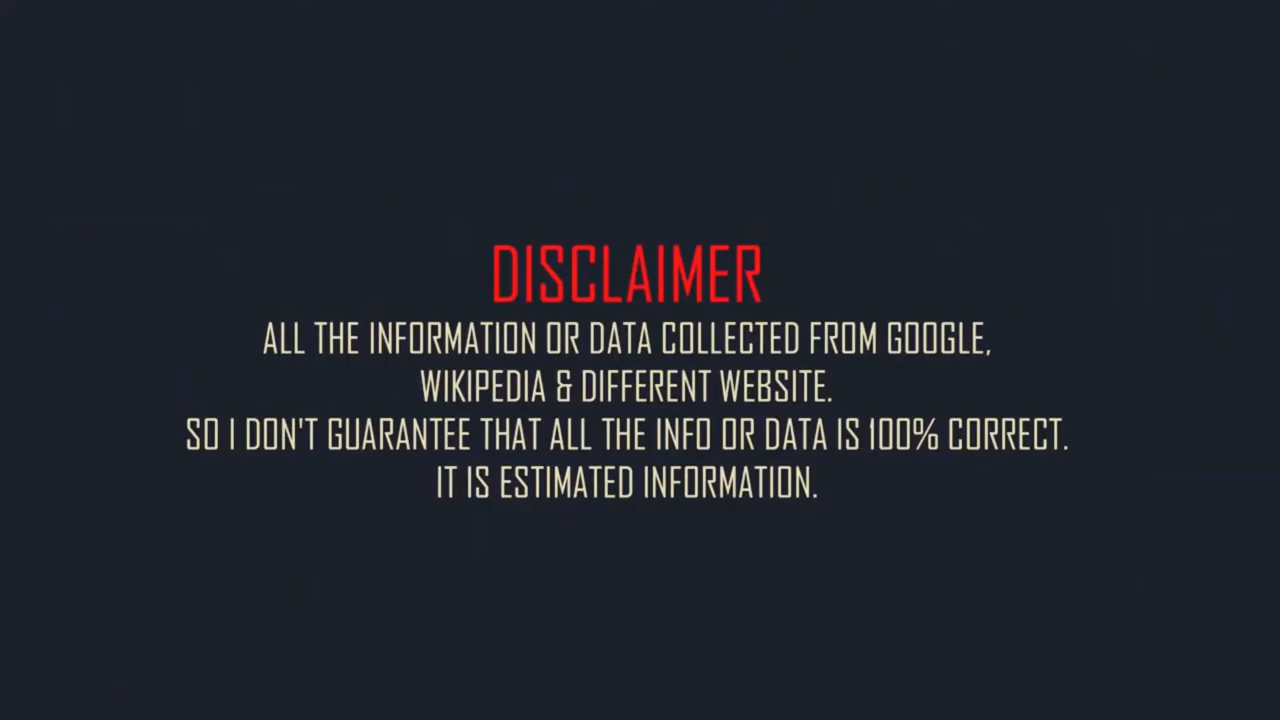 DISCLAIMER
ALL THE INFORMATION OR DATA COLLECTED FROM GOOGLE,
WIKIPEDIA & DIFFERENT WEBSITE.
SO I DON'T GUARANTEE THAT ALL THE INFO OR DATA IS 100% CORRECT.
IT IS ESTIMATED INFORMATION.